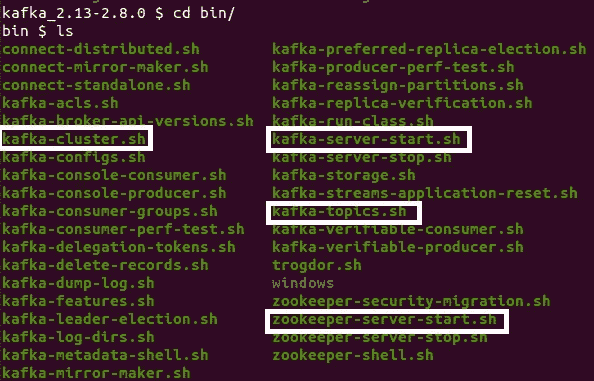 kafka_2.13-2.8.0 $ cd bin/
bin $ ls
connect-distributed.sh kafka-preferred-replica-election.sh
connect-mirror-maker.sh kafka-producer-perf-test.sh
connect-standalone.sh kafka-reassign-partitions.sh
kafka-acls.sh kafka-replica-verification.sh
kafka-broker-api-versions.sh kafka-run-class.sh
kafka-cluster.sh kafka-server-start.sh
kafka-configs.sh kafka-server-stop.sh
kafka-console-consumer.sh kafka-storage.sh
kafka-console-producer.sh kafka-streams-application-reset.sh
kafka-consumer-groups.sh kafka-topics.sh
kafka-consumer-perf-test.sh kafka-verifiable-consumer.sh
kafka-delegation-tokens.sh kafka-verifiable-producer.sh
kafka-delete-records.sh trogdor.sh
kafka-dump-log.sh windows
kafka-features.sh zookeeper-security-migration.sh
kafka-leader-election.sh zookeeper-server-start.sh
kafka-log-dirs.sh zookeeper-server-stop.sh
kafka-metadata-shell.sh zookeeper-shell.sh
kafka-mirror-maker.sh